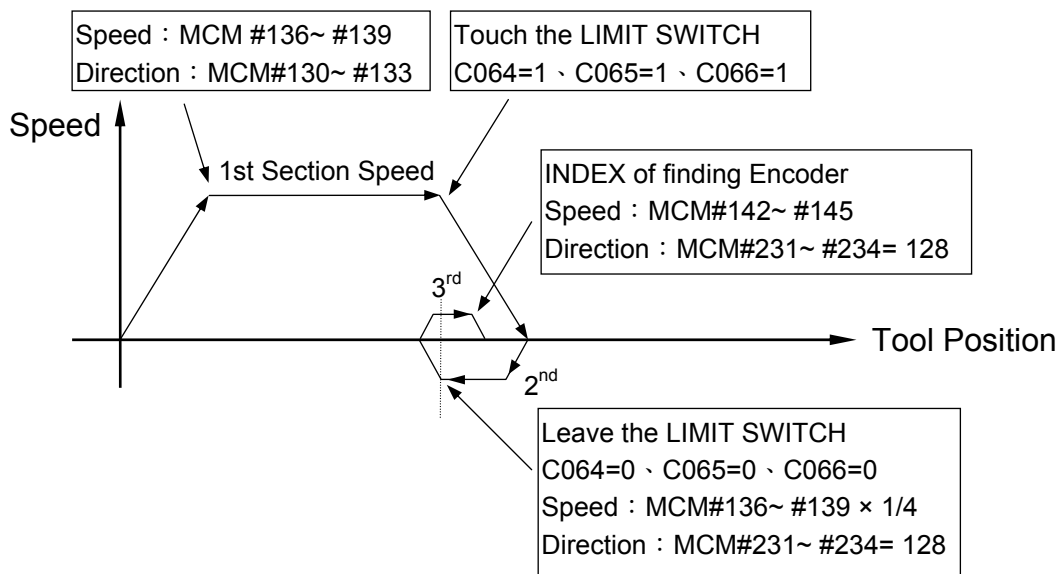 Speed：MCM #136~ #139
Direction：MCM#130~ #133
Touch the LIMIT SWITCH
C064=1、C065=1、C066=1
Speed
1st Section Speed
INDEX of finding Encoder
Speed：MCM#142~ #145
Direction：MCM#231~ #234= 128
3rd
Tool Position
2nd
Leave the LIMIT SWITCH
C064=0、C065=0、C066=0
Speed：MCM#136~ #139 × 1/4
Direction：MCM#231~ #234= 128